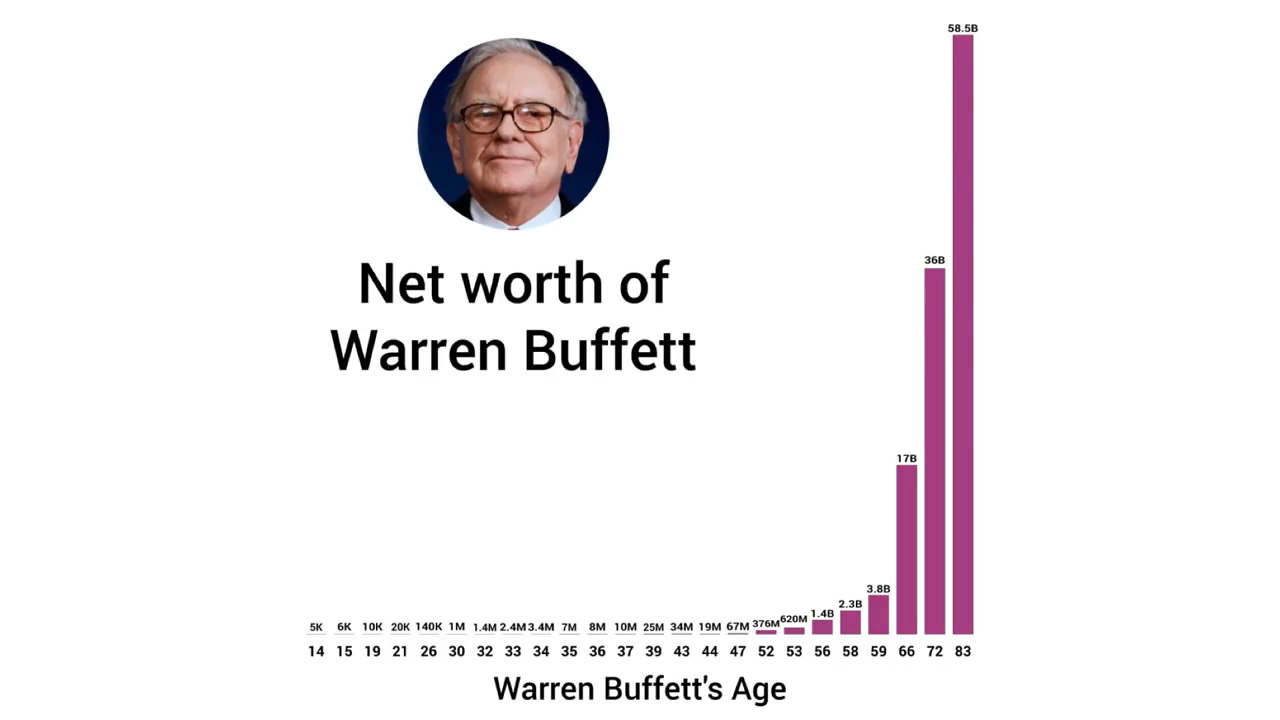 58.5B
36B
Net worth of
Warren Buffett
17B
5K 6K 10K 20K 140K 1M 1.4M 2.4M 3.4M 7M 8M 10M 25M 34M 19M 67M 376M 620M 1.4B 2.3B 3.8B
14 15 19 21 26 30 32 33 34 35 36 37 39 43 44 47 52 53 56 58 59 66 72 83
Warren Buffett's Age